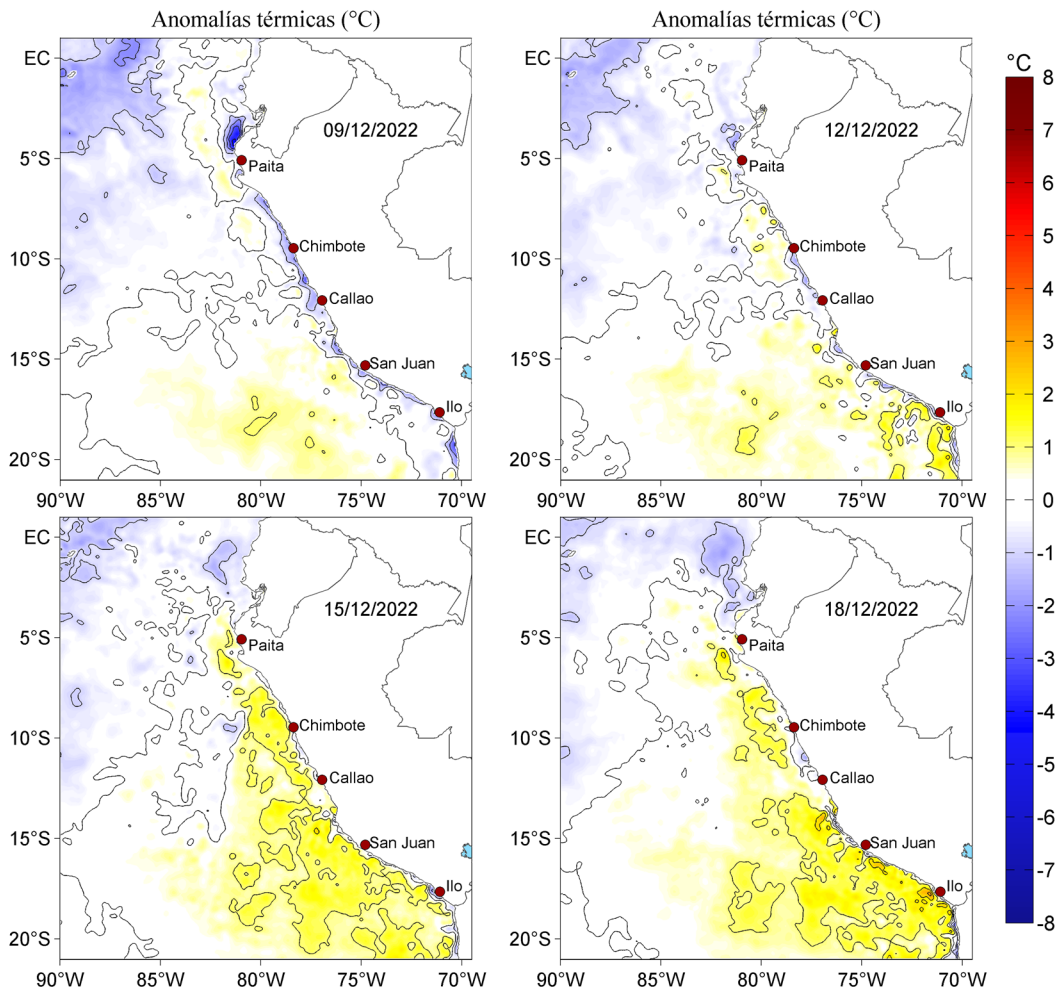 Anomalías térmicas (°C)
Anomalías térmicas (°C)
EC
5°S
10°S
15°S
20°S
90°W
85°W
80°W
75°W
70°W
09/12/2022
Paita
Chimbote
Callao
San Juan
Ilo
EC
5°S
10°S
15°S
20°S
90°W
85°W
80°W
75°W
70°W
12/12/2022
Paita
Chimbote
Callao
San Juan
Ilo
°C
8
7
6
5
4
3
2
1
0
-1
-2
-3
-4
-5
-6
-7
-8
EC
5°S
10°S
15°S
20°S
90°W
85°W
80°W
75°W
70°W
15/12/2022
Paita
Chimbote
Callao
San Juan
Ilo
EC
5°S
10°S
15°S
20°S
90°W
85°W
80°W
75°W
70°W
18/12/2022
Paita
Chimbote
Callao
San Juan
Ilo